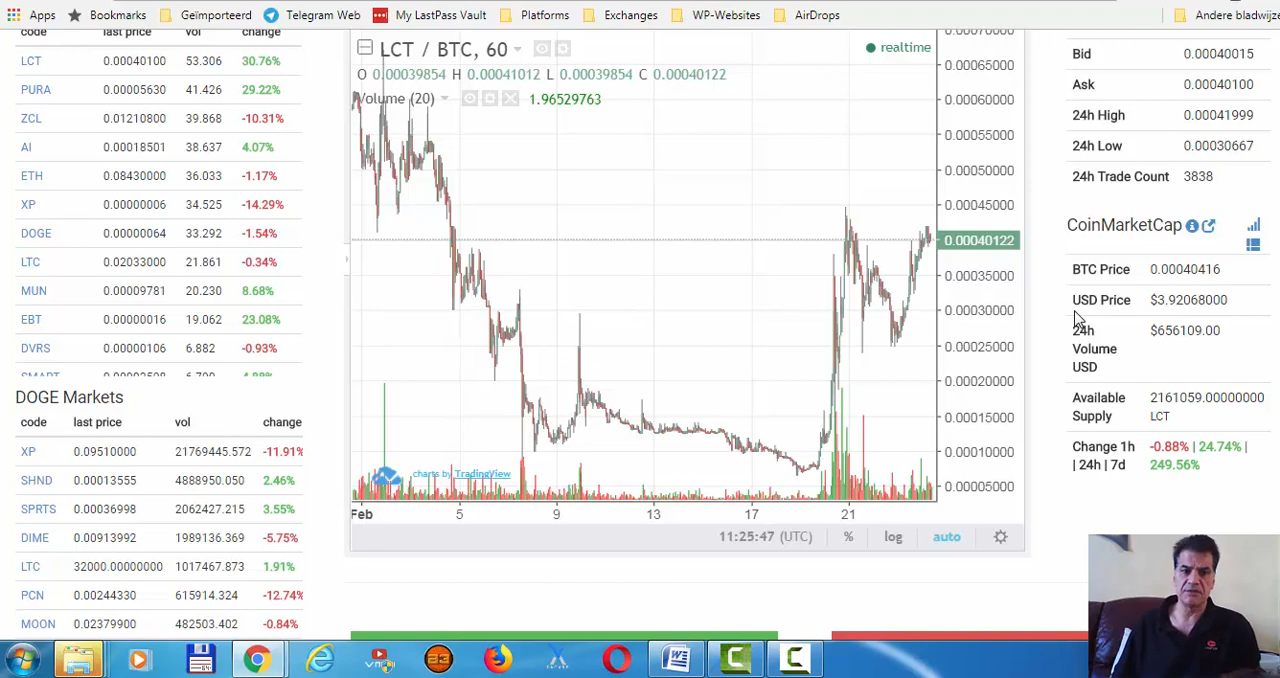 Apps
Bookmarks
Geïmporteerd
Telegram Web
My LastPass Vault
Platforms
Exchanges
WP-Websites
AirDrops
Andere bladwijze
code last price vol change
LCT 0.00040100 53.306 30.76%
PURA 0.00005630 41.426 29.22%
ZCL 0.01210800 39.868 -10.31%
AI 0.00018501 38.637 4.07%
ETH 0.08430000 36.033 -1.17%
XP 0.00000006 34.525 -14.29%
DOGE 0.00000064 33.292 -1.54%
LTC 0.02033000 21.864 -0.34%
MUN 0.00009781 20.230 8.68%
EBT 0.00000016 19.062 23.08%
DVRS 0.00000106 6.882 -0.93%
DOGE Markets
code last price vol change
XP 0.09510000 21769445.572 -11.91%
SHND 0.00013555 4888950.050 2.46%
SPRTS 0.00036998 2062427.215 3.55%
DIME 0.00913992 1989136.369 -5.75%
LTC 32000.00000000 1017467.873 1.91%
PCN 0.00244330 615914.324 -12.74%
MOON 0.02379900 482503.402 -0.84%
LCT / BTC, 60
realtime
O 0.00039854 H 0.00041012 L 0.00039854 C 0.00040122
Volume (20) 1.96529763
0.00070000
0.00065000
0.00060000
0.00055000
0.00050000
0.00045000
0.00040122
0.00035000
0.00030000
0.00025000
0.00020000
0.00015000
0.00010000
0.00005000
charts by TradingView
Feb 5 9 13 17 21
11:25:47 (UTC) % log auto
Bid 0.00040015
Ask 0.00040100
24h High 0.00041999
24h Low 0.00030667
24h Trade Count 3838
CoinMarketCap
BTC Price 0.00040416
USD Price $3.92068000
24h $656109.00
Volume
USD
Available 2161059.00000000
Supply LCT
Change 1h -0.88% | 24.74% |
| 24h | 7d 249.56%